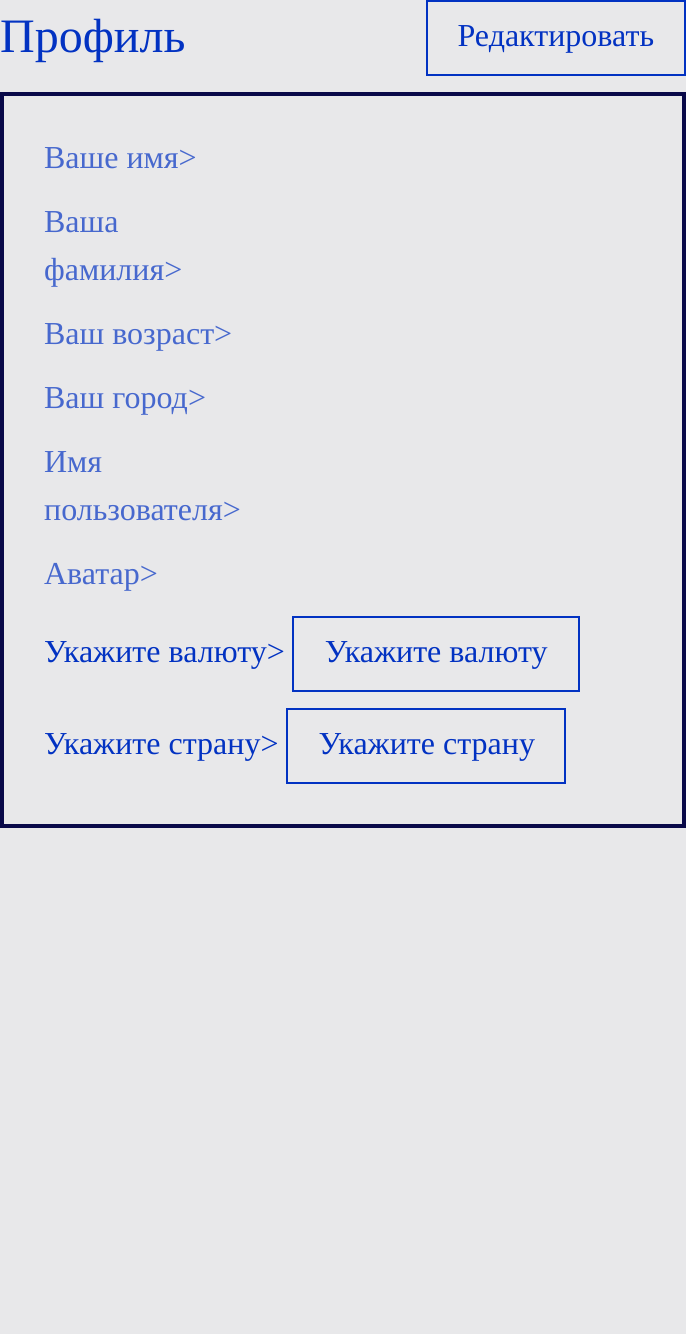 Профиль
Редактировать
Ваше имя>
Ваша
фамилия>
Ваш возраст>
Ваш город>
Имя
пользователя>
Аватар>
Укажите валюту> Укажите валюту
Укажите страну> Укажите страну